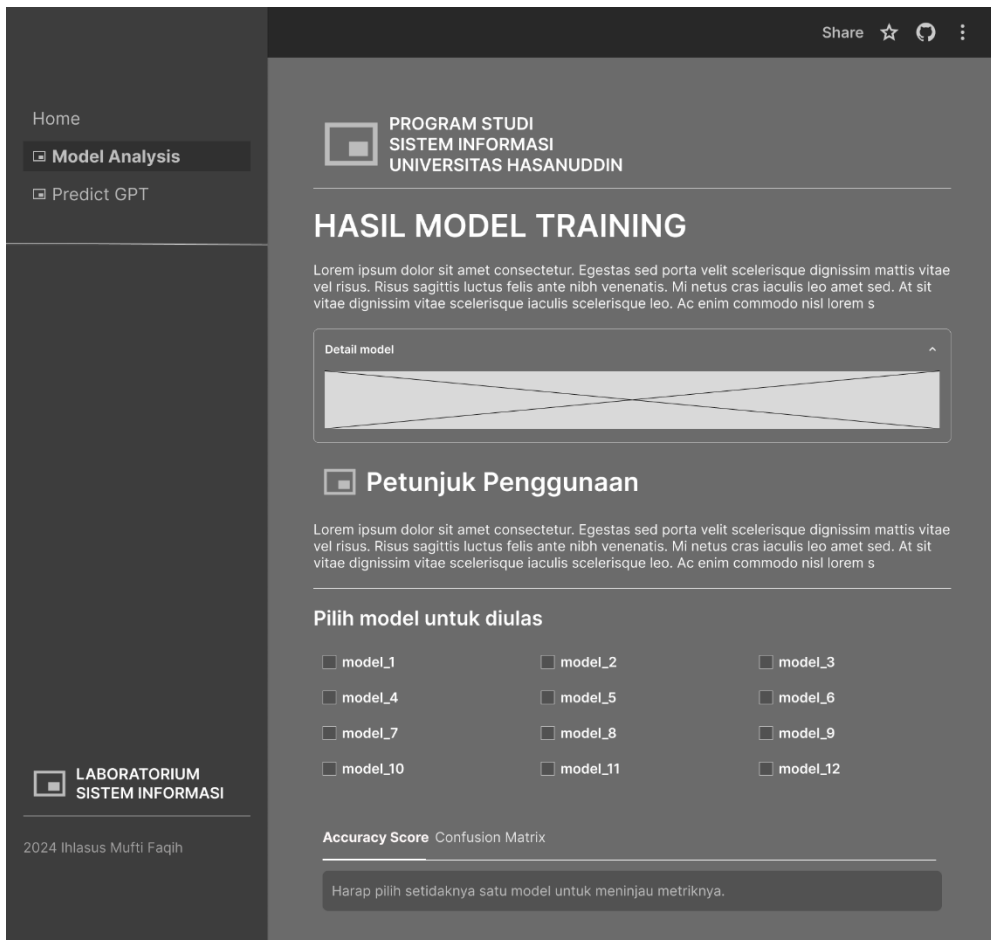 Share
Home
Model Analysis
Predict GPT
LABORATORIUM
SISTEM INFORMASI
2024 Ihlasus Mufti Faqih
PROGRAM STUDI
SISTEM INFORMASI
UNIVERSITAS HASANUDDIN
HASIL MODEL TRAINING
Lorem ipsum dolor sit amet consectetur. Egestas sed porta velit scelerisque dignissim mattis vitae
vel risus. Risus sagittis luctus felis ante nibh venenatis. Mi netus cras iaculis leo amet sed. At sit
vitae dignissim vitae scelerisque iaculis scelerisque leo. Ac enim commodo nisl lorem s
Detail model
Petunjuk Penggunaan
Lorem ipsum dolor sit amet consectetur. Egestas sed porta velit scelerisque dignissim mattis vitae
vel risus. Risus sagittis luctus felis ante nibh venenatis. Mi netus cras iaculis leo amet sed. At sit
vitae dignissim vitae scelerisque iaculis scelerisque leo. Ac enim commodo nisl lorem s
Pilih model untuk diulas
model_1 model_2 model_3
model_4 model_5 model_6
model_7 model_8 model_9
model_10 model_11 model_12
Accuracy Score Confusion Matrix
Harap pilih setidaknya satu model untuk meninjau metriknya.